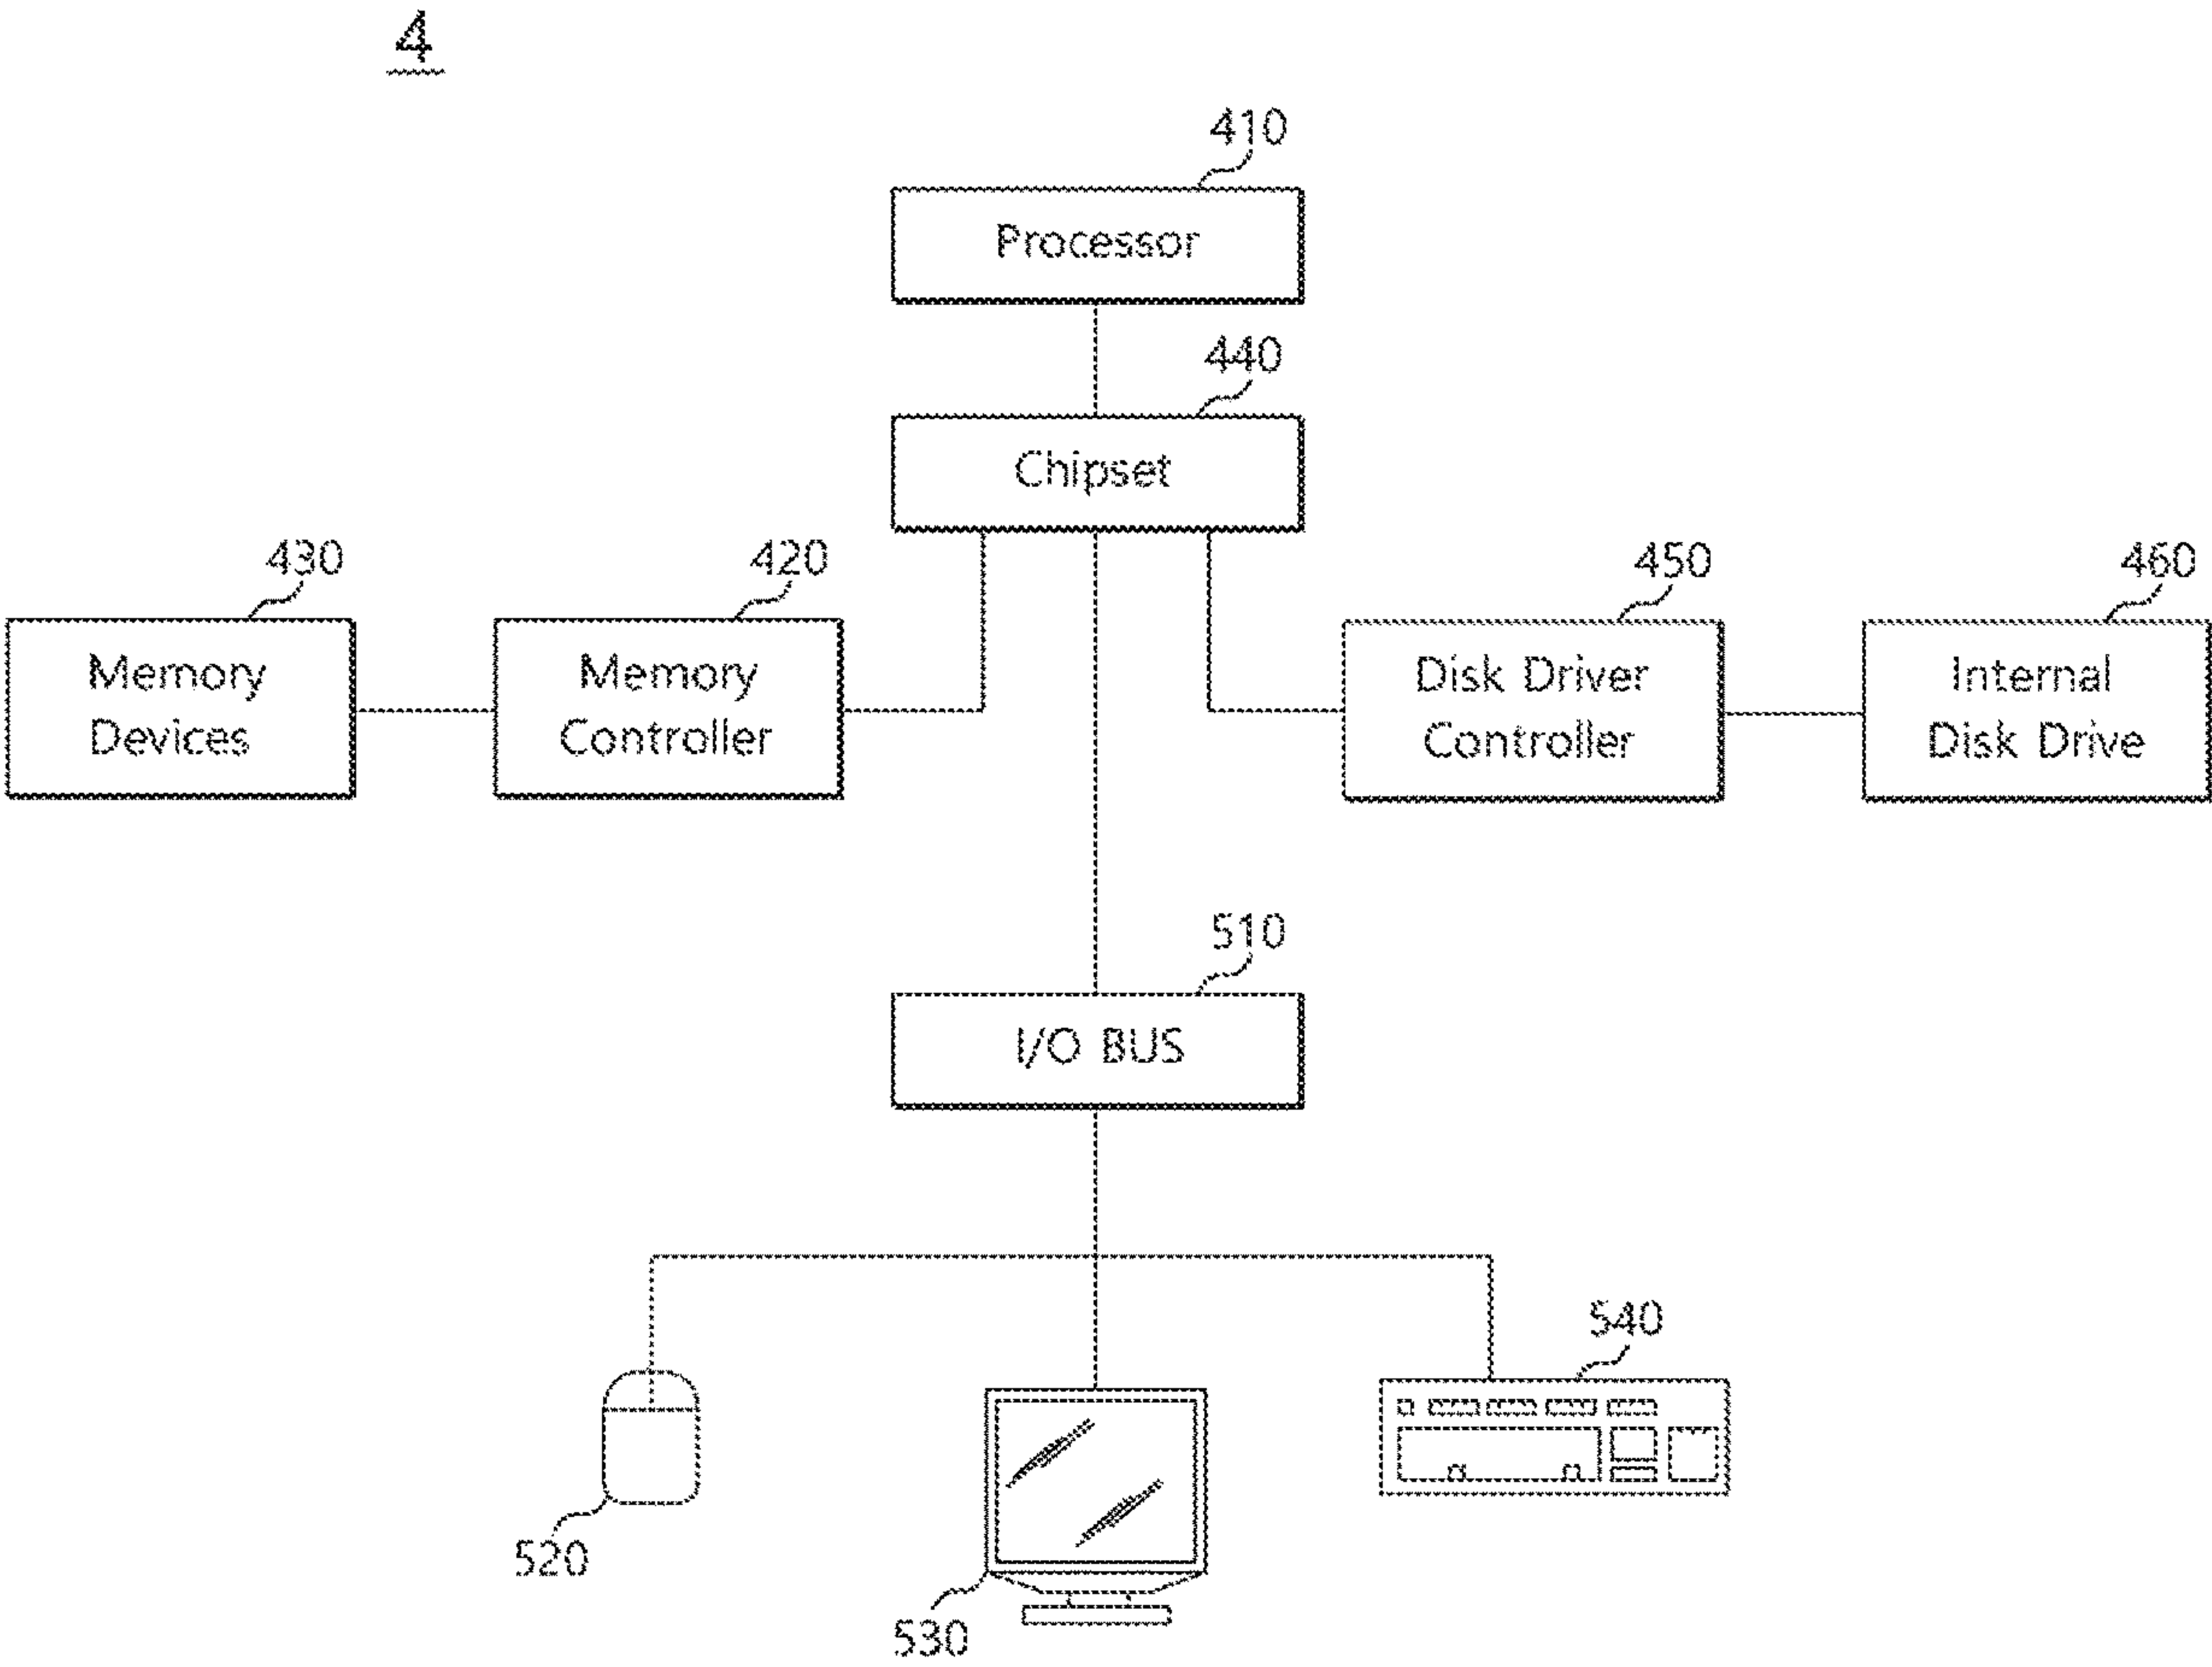 4
410
Processor
440
Chipset
430
420
450
460
Memory
Devices
Memory
Controller
Disk Driver
Controller
Internal
Disk Drive
510
I/O BUS
540
520
530